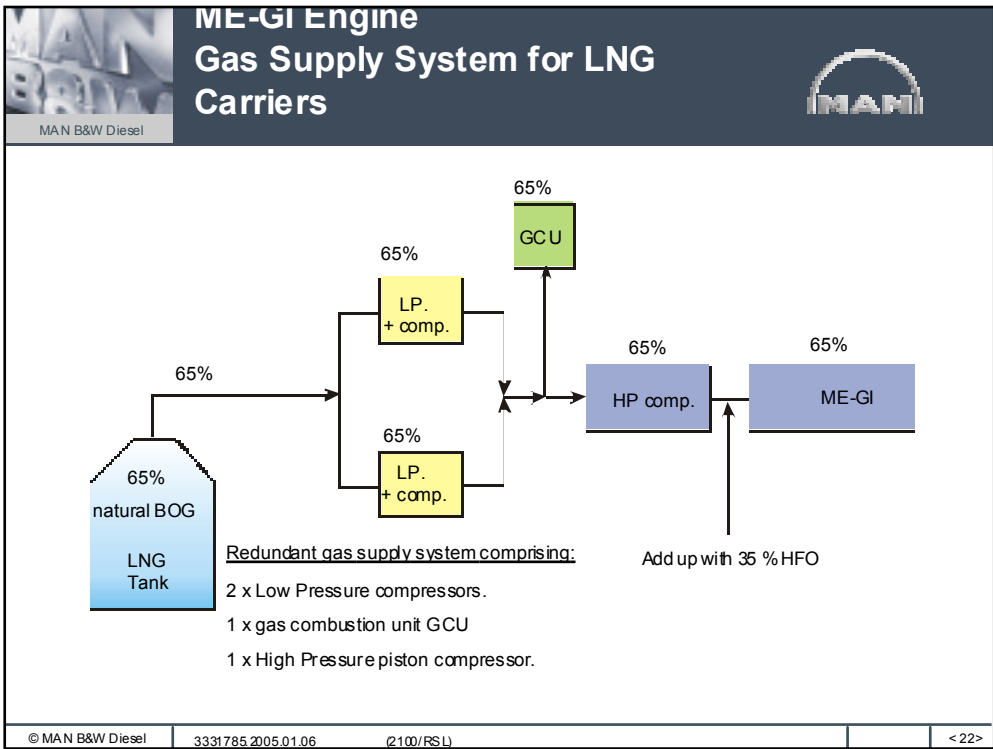 ME-GI Engine
Gas Supply System for LNG
Carriers
MAN
B&W
MAN B&W Diesel
MAN
65%
GCU
65%
LP.
+ comp.
65%
65%
LP.
+ comp.
65%
HP comp.
65%
ME-GI
65%
natural BOG
LNG
Tank
Add up with 35 % HFO
Redundant gas supply system comprising:
2 x Low Pressure compressors.
1 x gas combustion unit GCU
1 x High Pressure piston compressor.
© MAN B&W Diesel
3331785.2005.01.06
(2100/RSL)
<22>